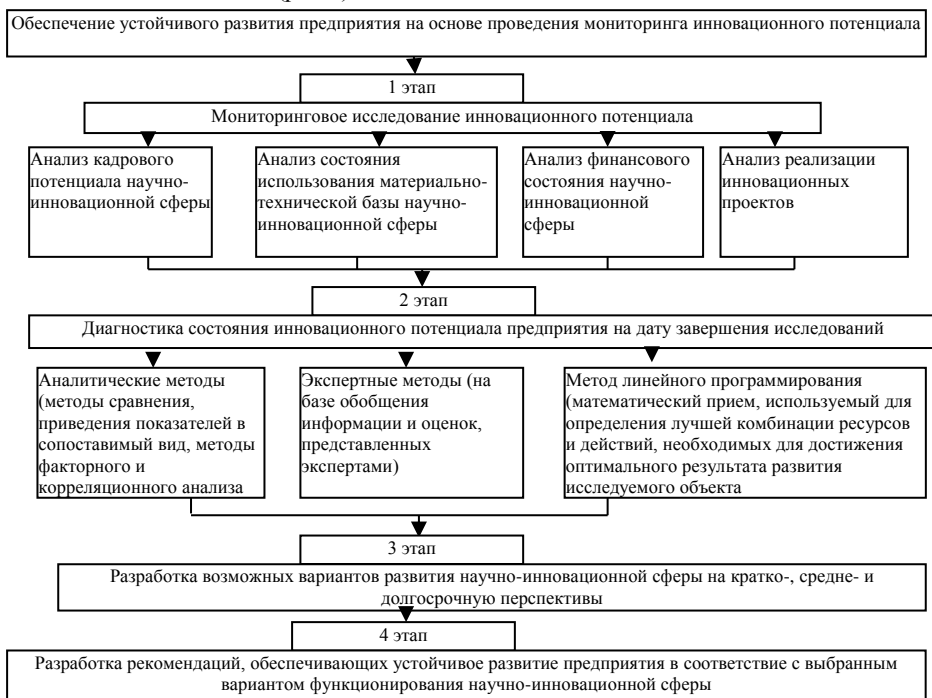 Обеспечение устойчивого развития предприятия на основе проведения мониторинга инновационного потенциала
1 этап
Мониторинговое исследование инновационного потенциала
Анализ кадрового
потенциала научно-
инновационной сферы
Анализ состояния
использования материально-
технической базы научно-
инновационной сферы
Анализ финансового
состояния научно-
инновационной
сферы
Анализ реализации
инновационных
проектов
2 этап
Диагностика состояния инновационного потенциала предприятия на дату завершения исследований
Аналитические методы
(методы сравнения,
приведения показателей в
сопоставимый вид, методы
факторного и
корреляционного анализа
Экспертные методы (на
базе обобщения
информации и оценок,
представленных
экспертами)
Метод линейного программирования
(математический прием, используемый для
определения лучшей комбинации ресурсов
и действий, необходимых для достижения
оптимального результата развития
исследуемого объекта
3 этап
Разработка возможных вариантов развития научно-инновационной сферы на кратко-, средне- и
долгосрочную перспективы
4 этап
Разработка рекомендаций, обеспечивающих устойчивое развитие предприятия в соответствие с выбранным
вариантом функционирования научно-инновационной сферы